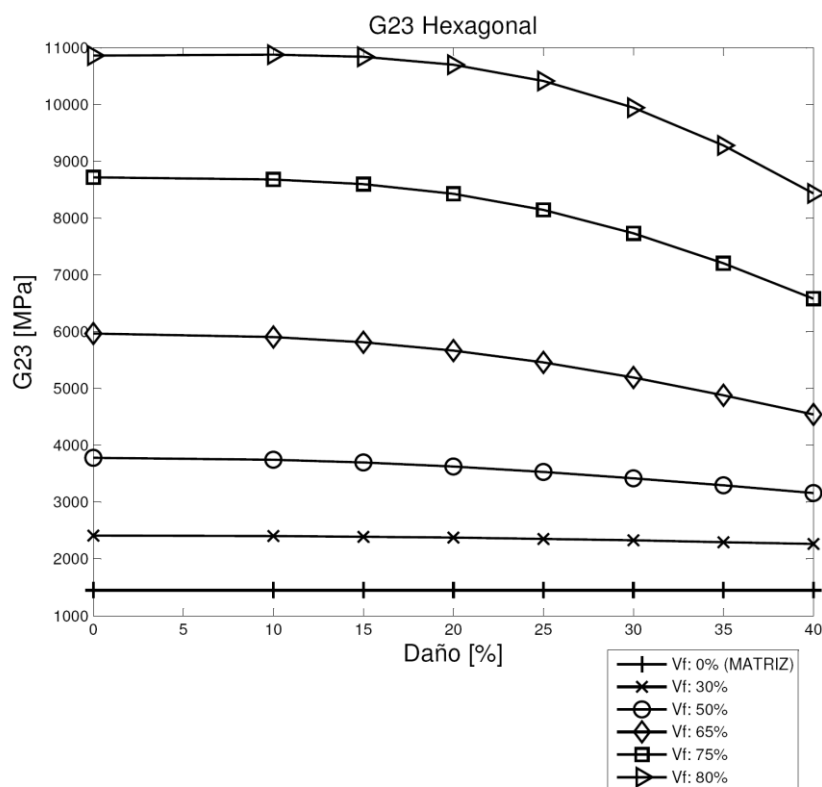 G23 Hexagonal
11000
10000
9000
8000
7000
6000
5000
4000
3000
2000
1000
G23 [MPa]
0 5 10 15 20 25 30 35 40
Daño [%]
Vf: 0% (MATRIZ)
Vf: 30%
Vf: 50%
Vf: 65%
Vf: 75%
Vf: 80%